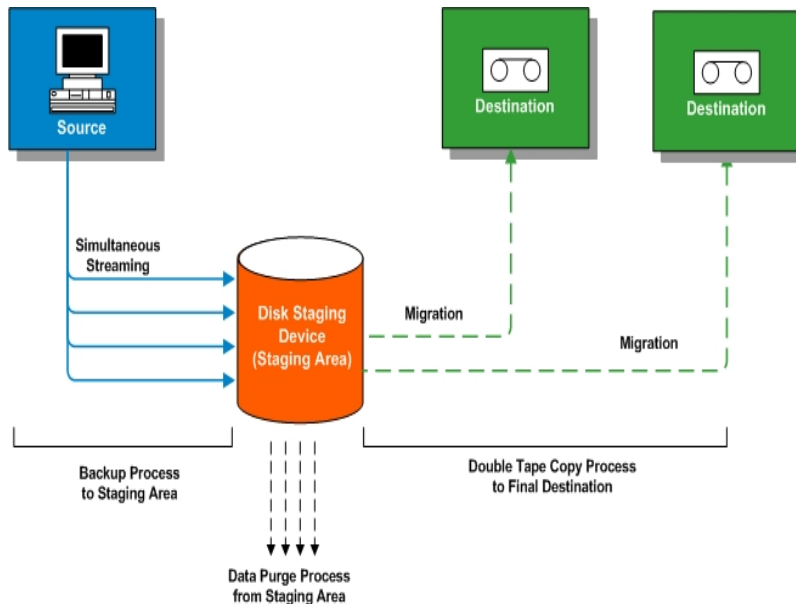 Source
Destination
Destination
Simultaneous
Streaming
Disk Staging
Device
(Staging Area)
Migration
Migration
Backup Process
to Staging Area
Double Tape Copy Process
to Final Destination
Data Purge Process
from Staging Area